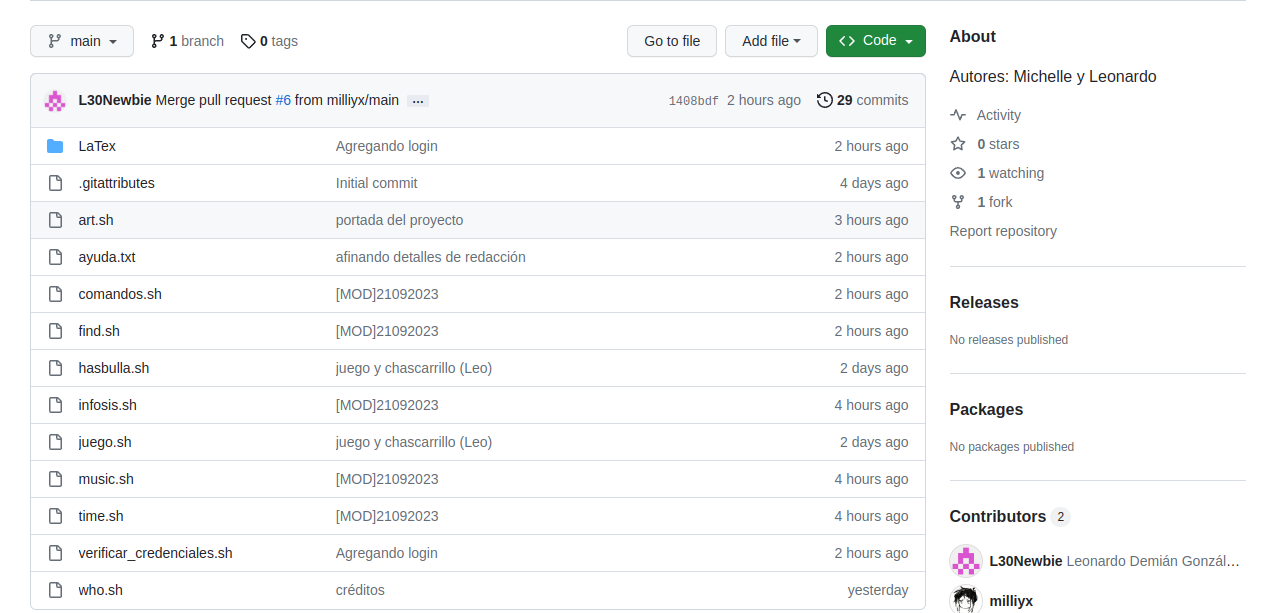 main 1 branch 0 tags Go to file Add file Code
L30Newbie Merge pull request #6 from milliyx/main ... 1408bdf 2 hours ago 29 commits
LaTex Agregando login 2 hours ago
.gitattributes Initial commit 4 days ago
art.sh portada del proyecto 3 hours ago
ayuda.txt afinando detalles de redacción 2 hours ago
comandos.sh [MOD]21092023 2 hours ago
find.sh [MOD]21092023 2 hours ago
hasbulla.sh juego y chascarrillo (Leo) 2 days ago
infosis.sh [MOD]21092023 4 hours ago
juego.sh juego y chascarrillo (Leo) 2 days ago
music.sh [MOD]21092023 4 hours ago
time.sh [MOD]21092023 4 hours ago
verificar_credenciales.sh Agregando login 2 hours ago
who.sh créditos yesterday
About
Autores: Michelle y Leonardo
Activity
0 stars
1 watching
1 fork
Report repository
Releases
No releases published
Packages
No packages published
Contributors 2
L30Newbie Leonardo Demián Gonzál...
milliyx